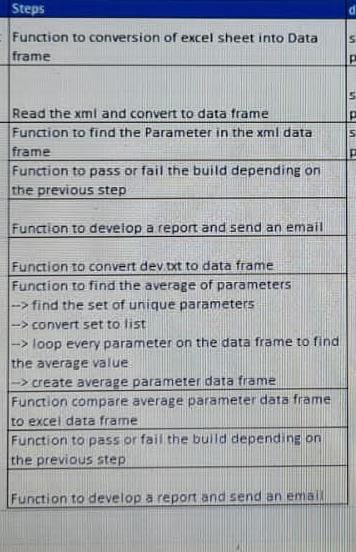 Steps
d
Function to conversion of excel sheet into Data
frame
s
p
s
Read the xml and convert to data frame
p
Function to find the Parameter in the xml data
frame
s
p
Function to pass or fail the build depending on
the previous step
Function to develop a report and send an email
Function to convert dev.txt to data frame
Function to find the average of parameters
--> find the set of unique parameters
--> convert set to list
--> loop every parameter on the data frame to find
the average value
--> create average parameter data frame
Function compare average parameter data frame
to excel data frame
Function to pass or fail the build depending on
the previous step
Function to develop a report and send an email